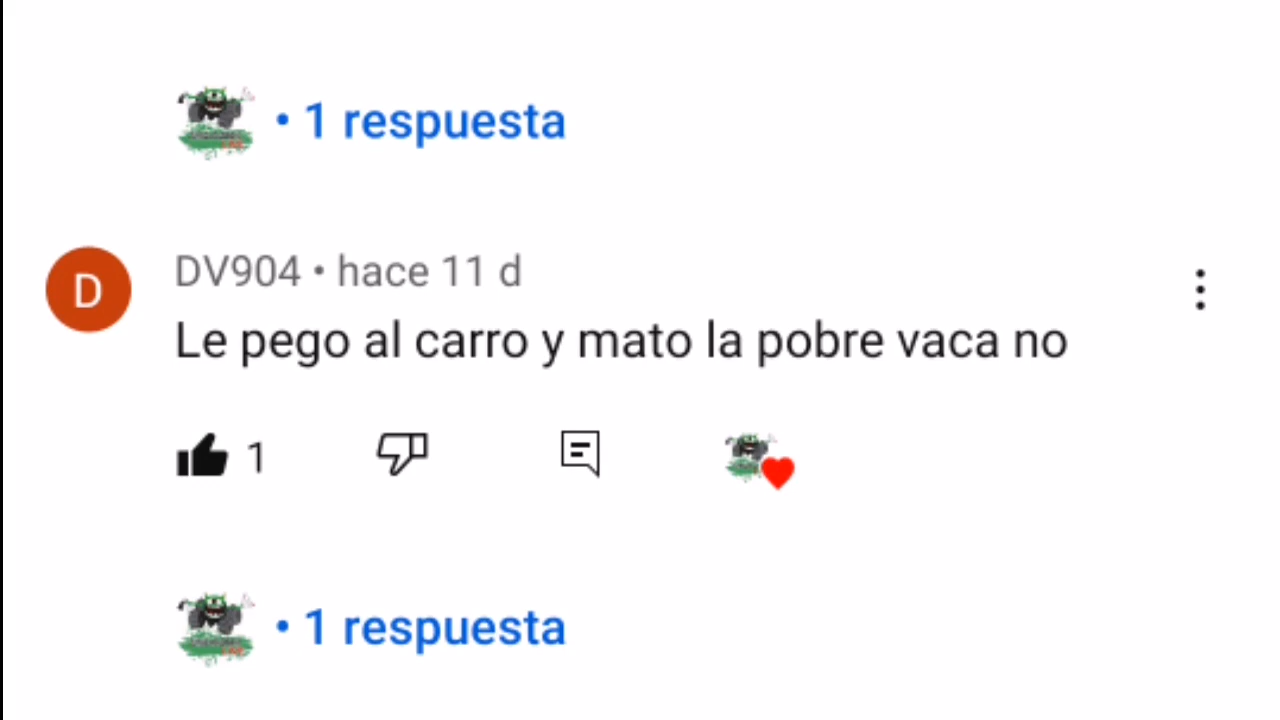 • 1 respuesta
D
DV904 • hace 11 d
Le pego al carro y mato la pobre vaca no
1
• 1 respuesta